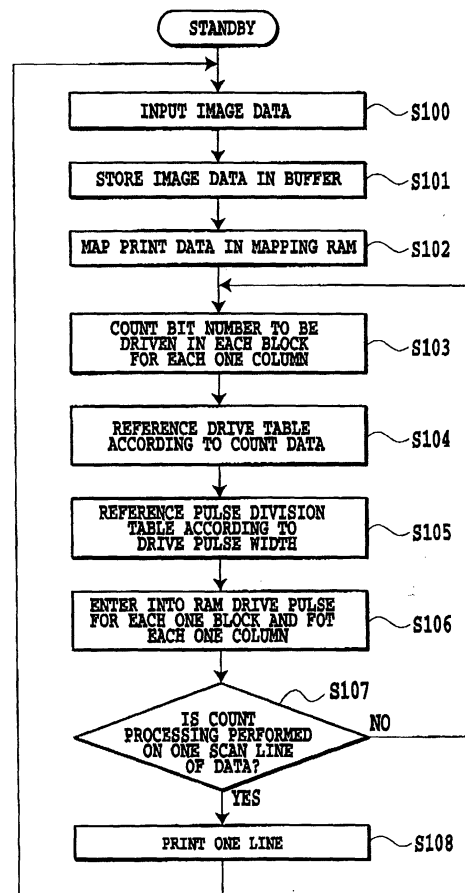 STANDBY
INPUT IMAGE DATA
S100
STORE IMAGE DATA IN BUFFER
S101
MAP PRINT DATA IN MAPPING RAM
S102
COUNT BIT NUMBER TO BE
DRIVEN IN EACH BLOCK
FOR EACH ONE COLUMN
S103
REFERENCE DRIVE TABLE
ACCORDING TO COUNT DATA
S104
REFERENCE PULSE DIVISION
TABLE ACCORDING TO
DRIVE PULSE WIDTH
S105
ENTER INTO RAM DRIVE PULSE
FOR EACH ONE BLOCK AND FOT
EACH ONE COLUMN
S106
S107
IS COUNT
PROCESSING PERFORMED
ON ONE SCAN LINE
OF DATA?
NO
YES
PRINT ONE LINE
S108